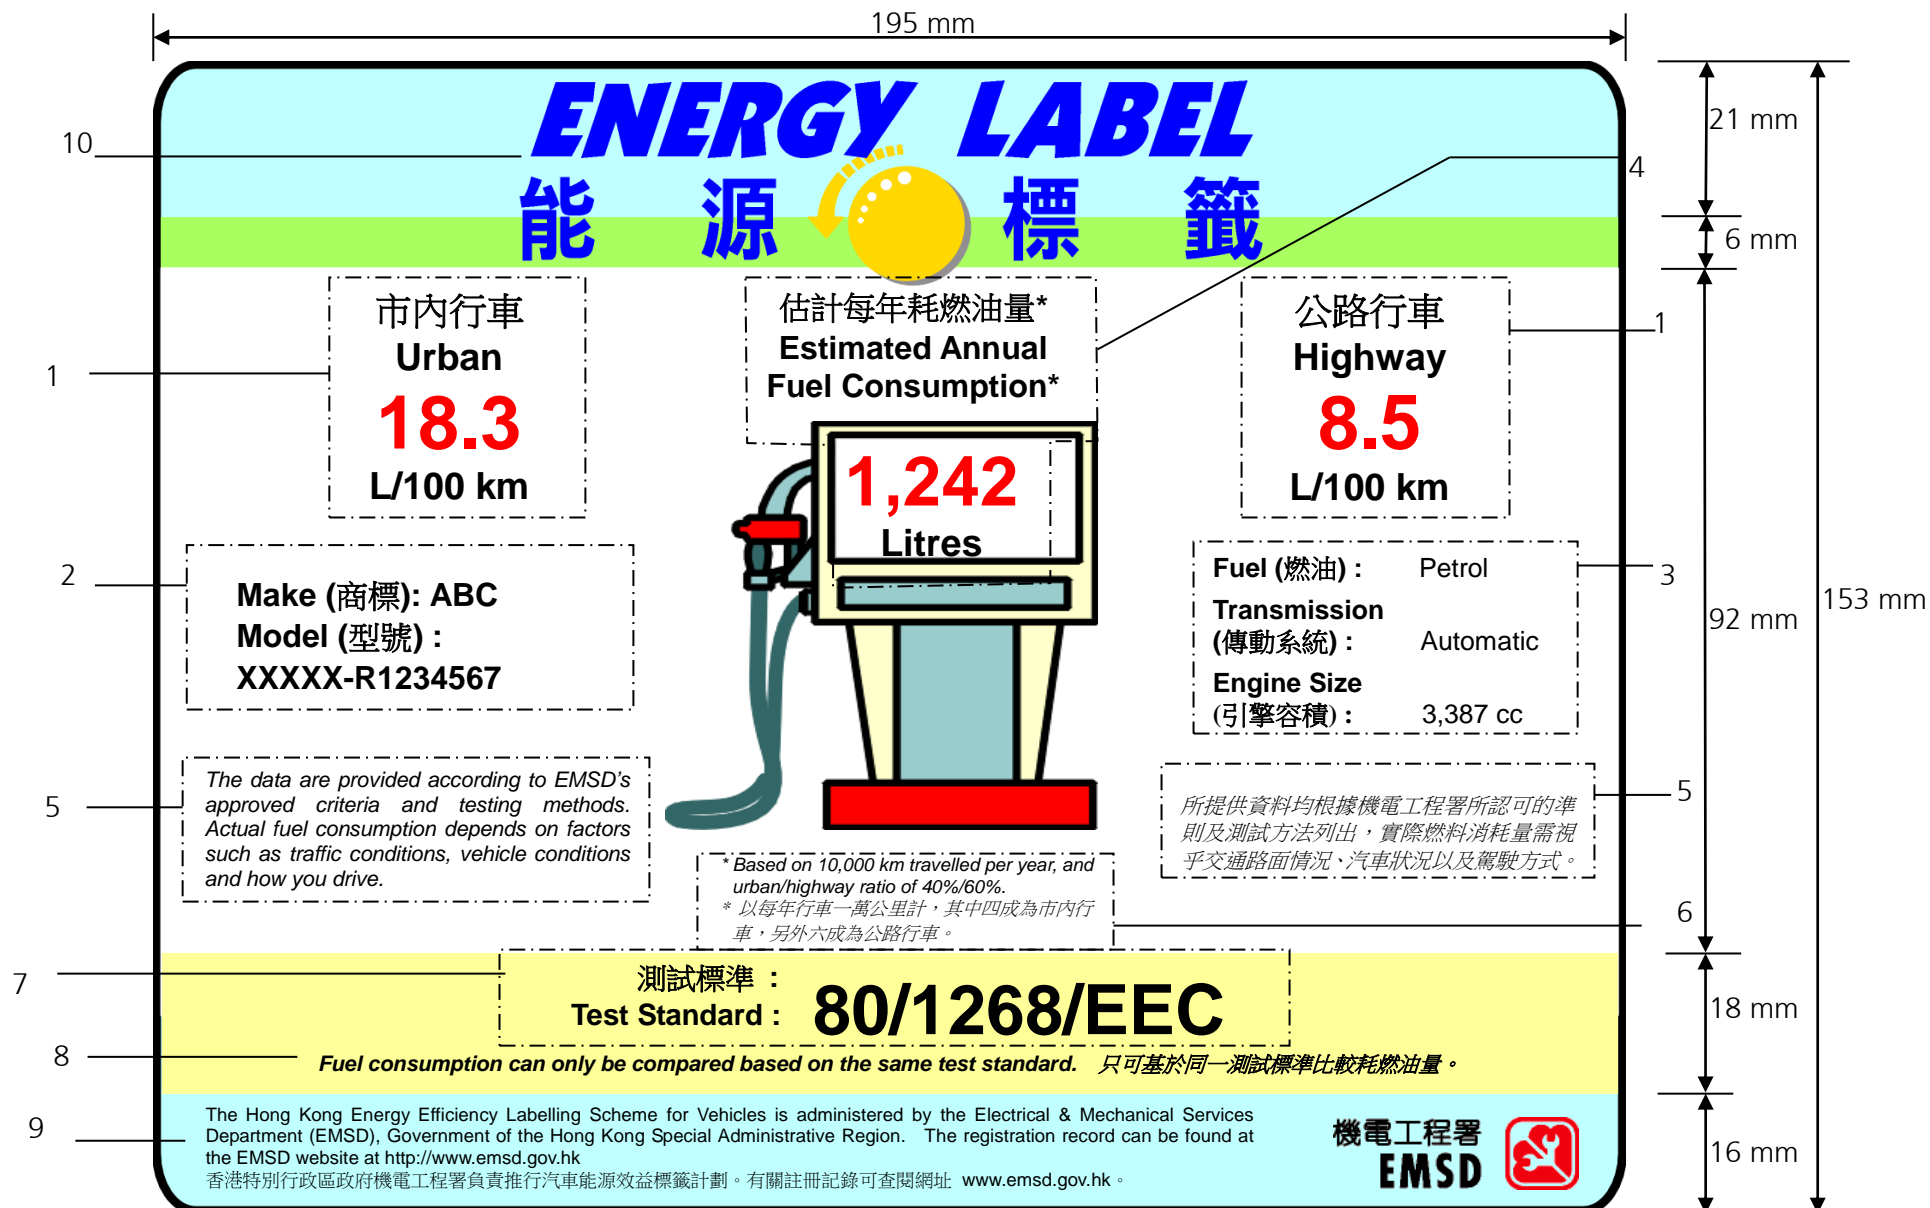 195 mm
ENERGY LABEL
能源標籤
10
4
21 mm
6 mm
市內行車
Urban
18.3
L/100 km
1
估計每年耗燃油量*
Estimated Annual
Fuel Consumption*
1,242
Litres
公路行車
Highway
8.5
L/100 km
1
2
Make (商標): ABC
Model (型號) :
XXXXX-R1234567
Fuel (燃油) : Petrol
Transmission
(傳動系統) : Automatic
Engine Size
(引擎容積) : 3,387 cc
3
92 mm
153 mm
5
The data are provided according to EMSD's
approved criteria and testing methods.
Actual fuel consumption depends on factors
such as traffic conditions, vehicle conditions
and how you drive.
所提供資料均根據機電工程署所認可的準
則及測試方法列出，實際燃料消耗量需視
乎交通路面情況、汽車狀況以及駕駛方式。
5
* Based on 10,000 km travelled per year, and
urban/highway ratio of 40%/60%.
* 以每年行車一萬公里計，其中四成為市內行
車，另外六成為公路行車。
6
7
測試標準 :
Test Standard : 80/1268/EEC
18 mm
8
Fuel consumption can only be compared based on the same test standard. 只可基於同一測試標準比較耗燃油量。
9
The Hong Kong Energy Efficiency Labelling Scheme for Vehicles is administered by the Electrical & Mechanical Services
Department (EMSD), Government of the Hong Kong Special Administrative Region. The registration record can be found at
the EMSD website at http://www.emsd.gov.hk
香港特別行政區政府機電工程署負責推行汽車能源效益標籤計劃。有關註冊記錄可查閱網址 www.emsd.gov.hk。
機電工程署
EMSD
16 mm